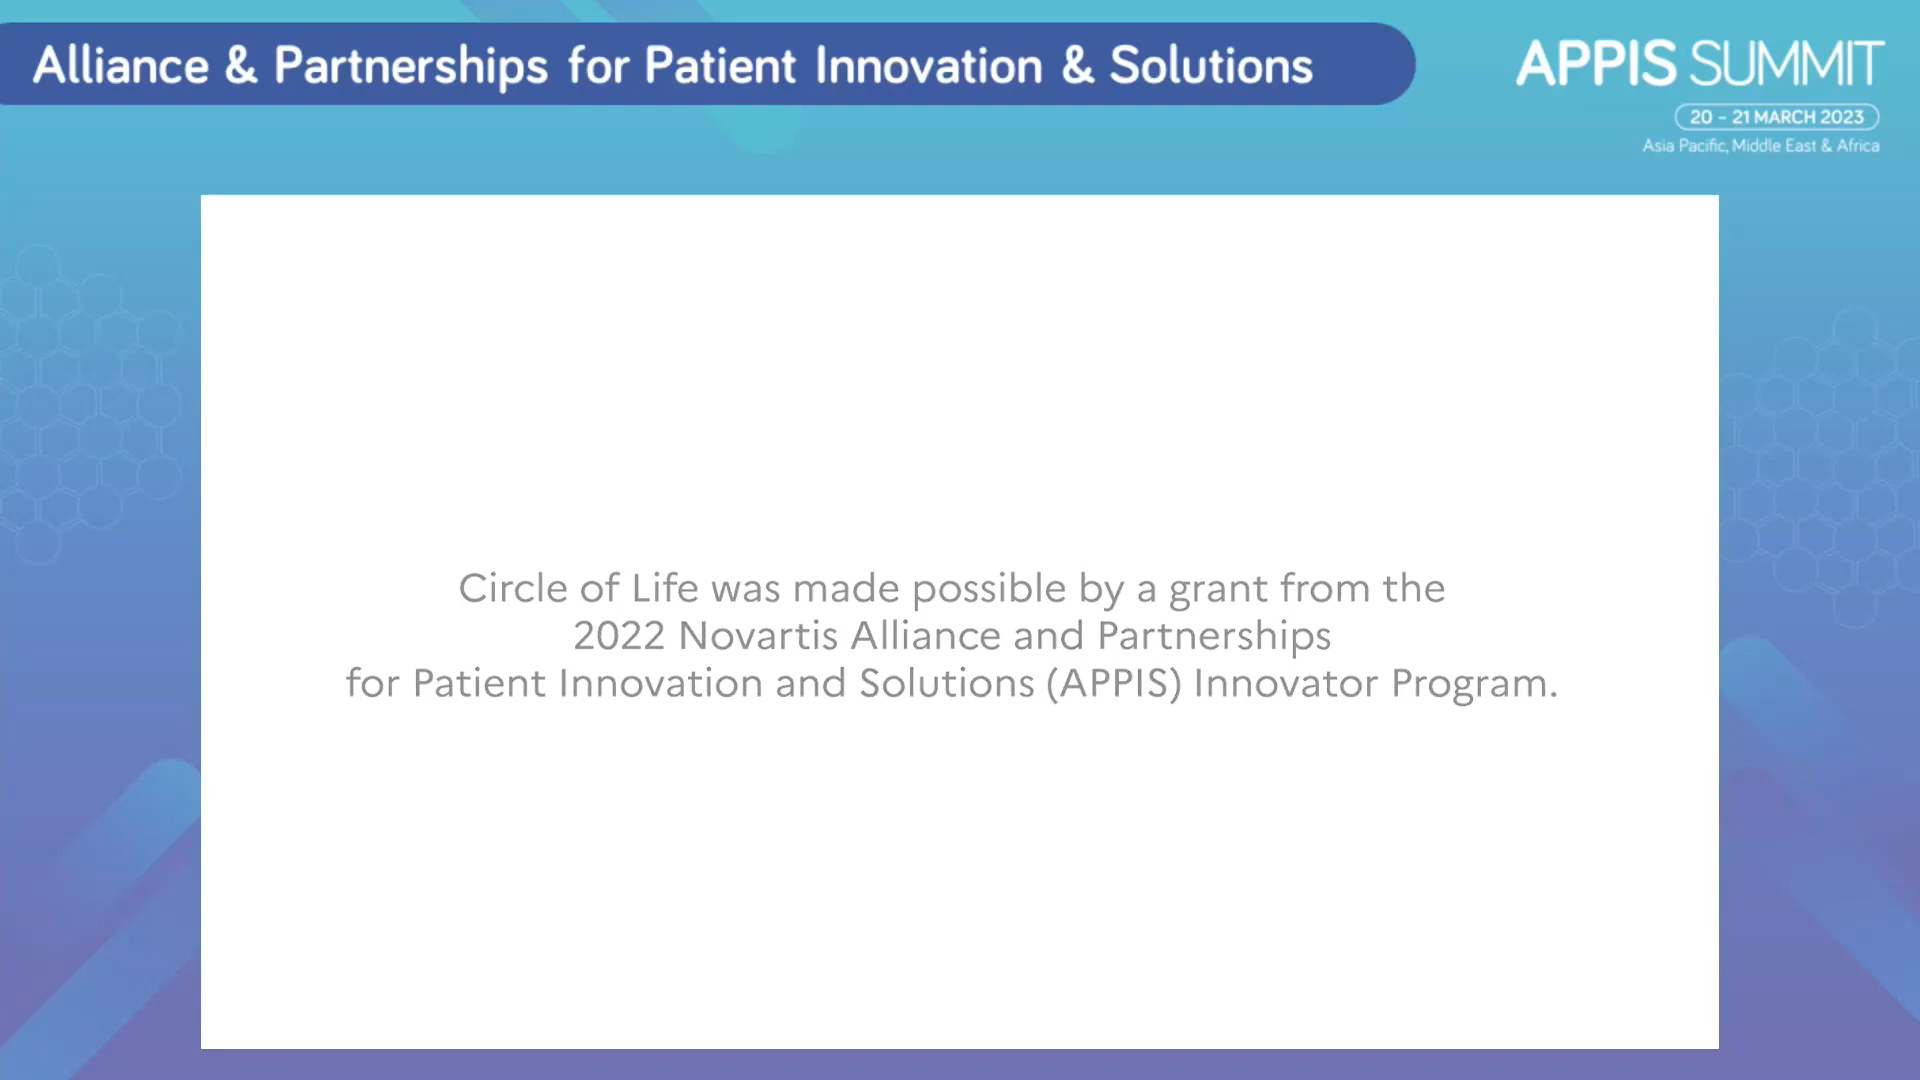 Alliance & Partnerships for Patient Innovation & Solutions
APPIS SUMMIT
20 – 21 MARCH 2023
Asia Pacific, Middle East & Africa
Circle of Life was made possible by a grant from the
2022 Novartis Alliance and Partnerships
for Patient Innovation and Solutions (APPIS) Innovator Program.